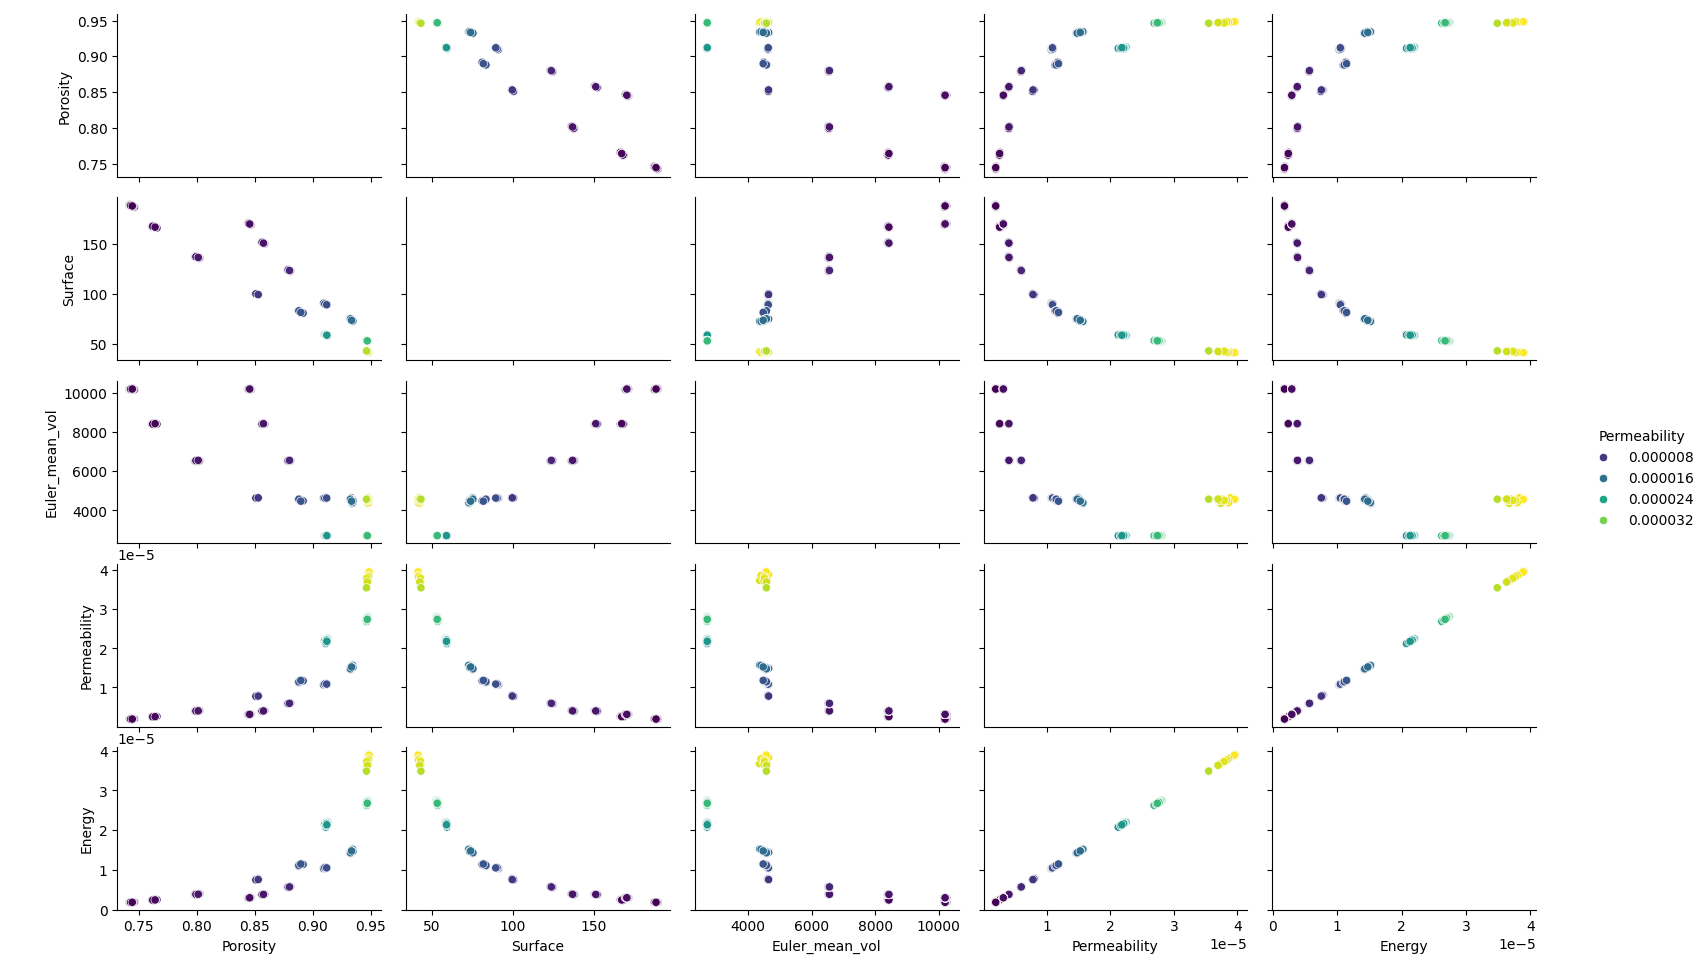 0.95
0.90
0.85
0.80
0.75
Porosity
150
100
50
Surface
10000
8000
6000
4000
Euler_mean_vol
Permeability
0.000008
0.000016
0.000024
0.000032
1e−5
4
3
2
1
Permeability
1e−5
4
3
2
1
0
Energy
0.75 0.80 0.85 0.90 0.95
Porosity
50 100 150
Surface
4000 6000 8000 10000
Euler_mean_vol
1 2 3 4
1e−5
Permeability
0 1 2 3 4
1e−5
Energy